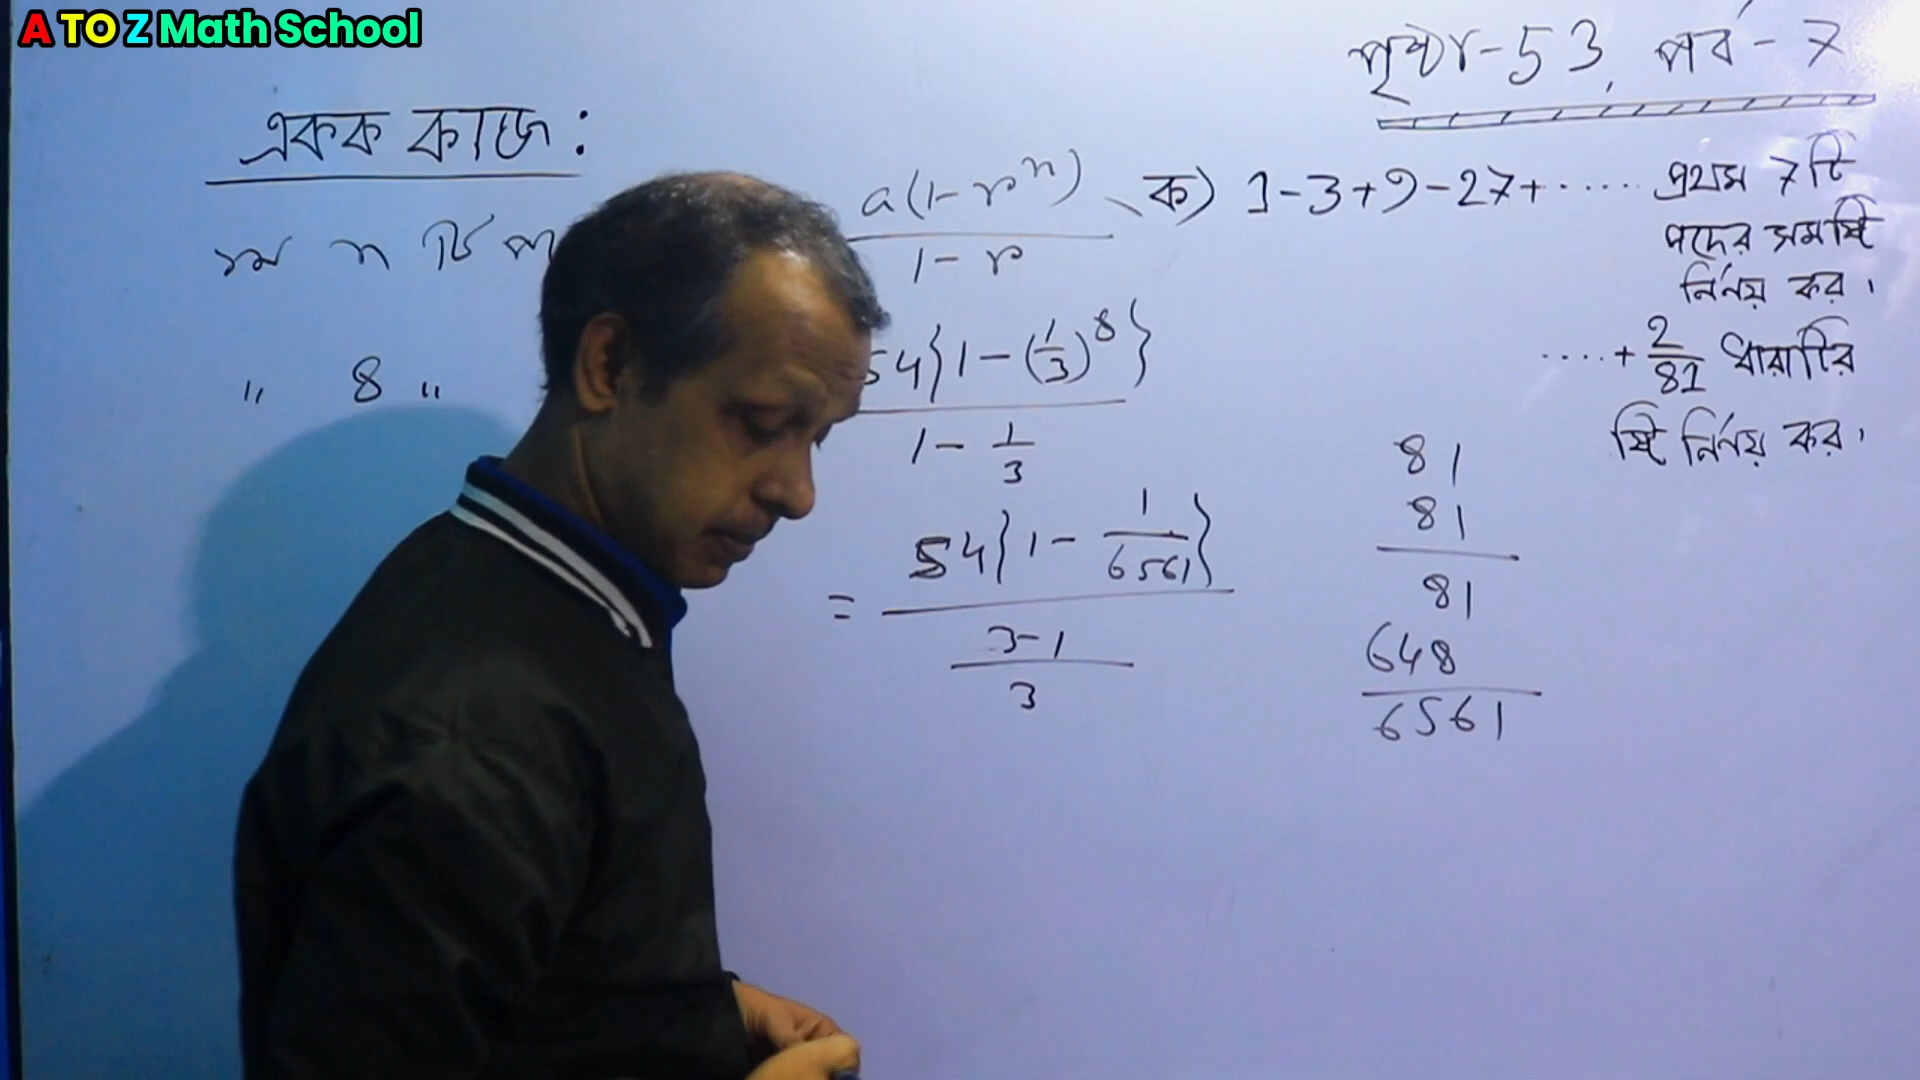 A TO Z Math School
পৃষ্ঠা-53, পর্ব-7
একক কাজ:
ক) 1-3+9-27+...... প্রথম 7টি
পদের সমষ্টি
নির্ণয় কর।
....+ 2/81 ধারাটির
ষ্টি নির্ণয় কর।
১ম n টি
a(1-rⁿ)
1-r
" 8 "
54{1-(1/3)⁸}
1- 1/3
= 54{1- 1/6561}
3-1
3
81
81
81
648
6561